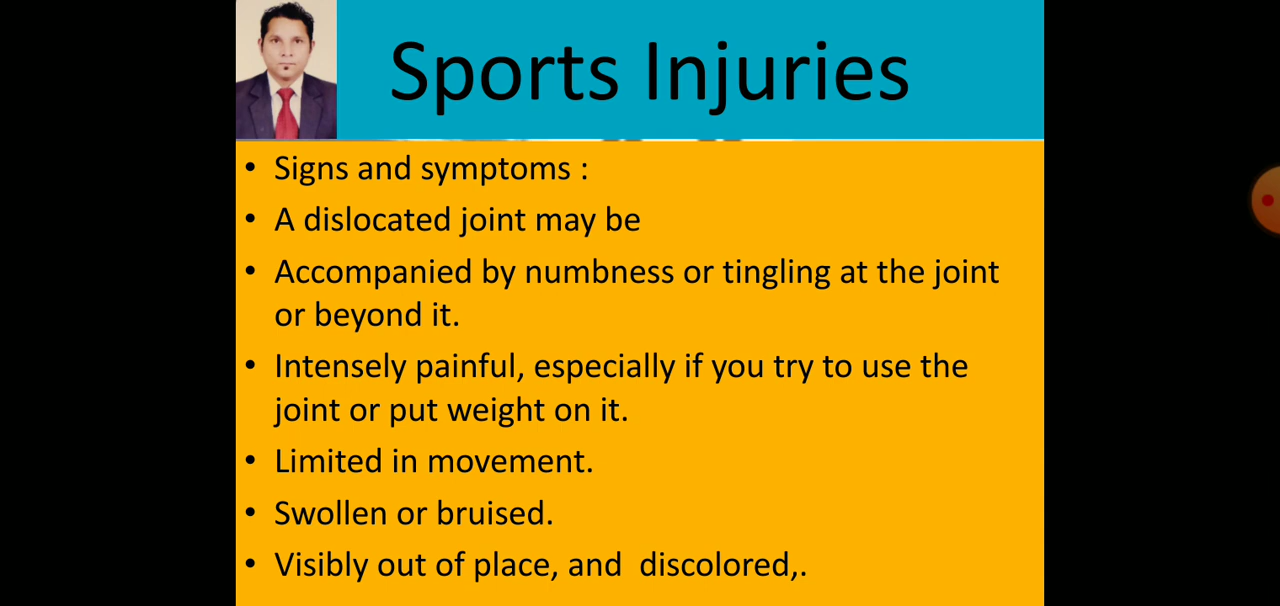 Sports Injuries
• Signs and symptoms :
• A dislocated joint may be
• Accompanied by numbness or tingling at the joint
or beyond it.
• Intensely painful, especially if you try to use the
joint or put weight on it.
• Limited in movement.
• Swollen or bruised.
• Visibly out of place, and  discolored,.